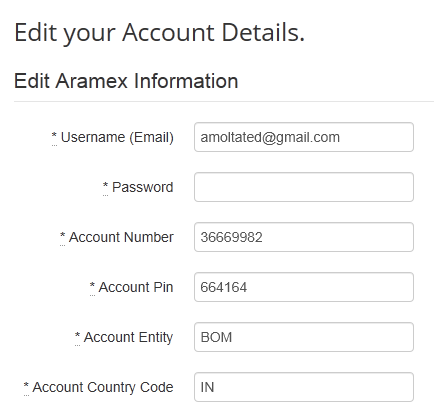 Edit your Account Details.
Edit Aramex Information
* Username (Email) amoltated@gmail.com
* Password
* Account Number 36669982
* Account Pin 664164
* Account Entity BOM
* Account Country Code IN